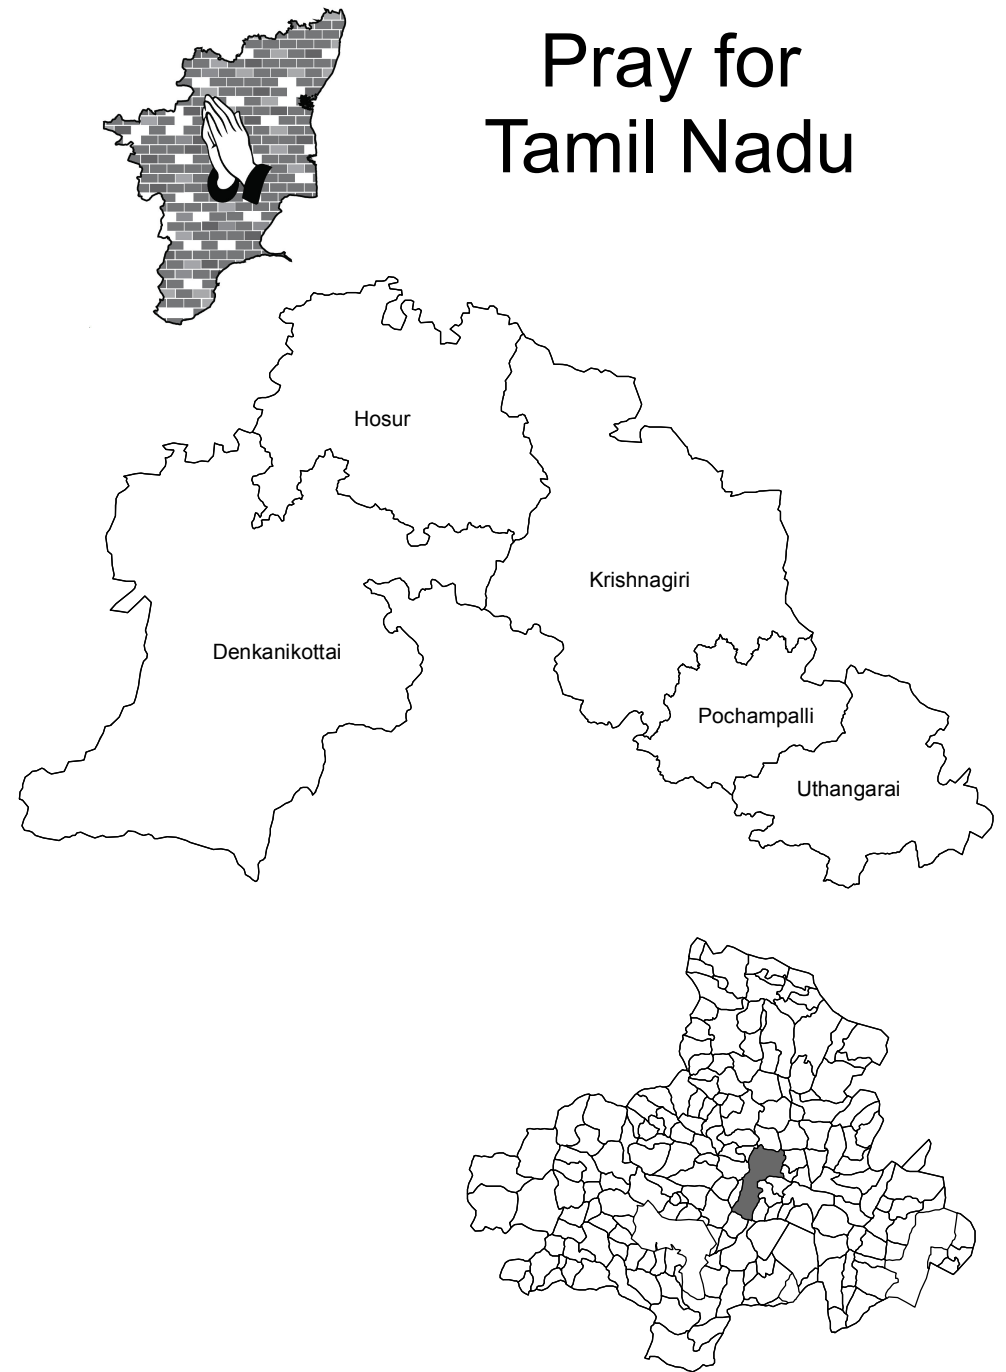 Pray for
Tamil Nadu
Hosur
Krishnagiri
Denkanikottai
Pochampalli
Uthangarai